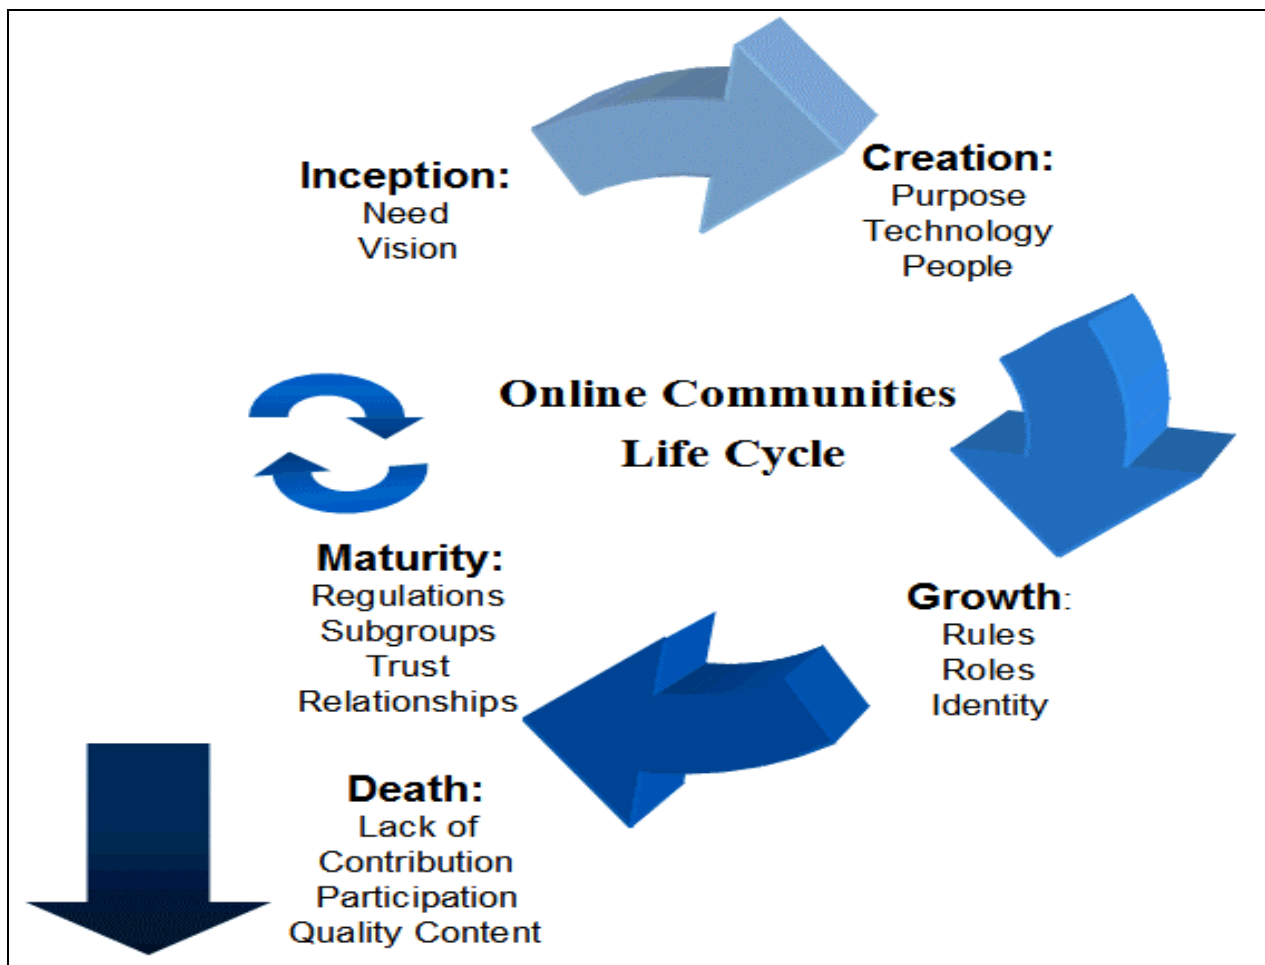 Inception:
Need
Vision
Creation:
Purpose
Technology
People
Online Communities
Life Cycle
Growth:
Rules
Roles
Identity
Maturity:
Regulations
Subgroups
Trust
Relationships
Death:
Lack of
Contribution
Participation
Quality Content